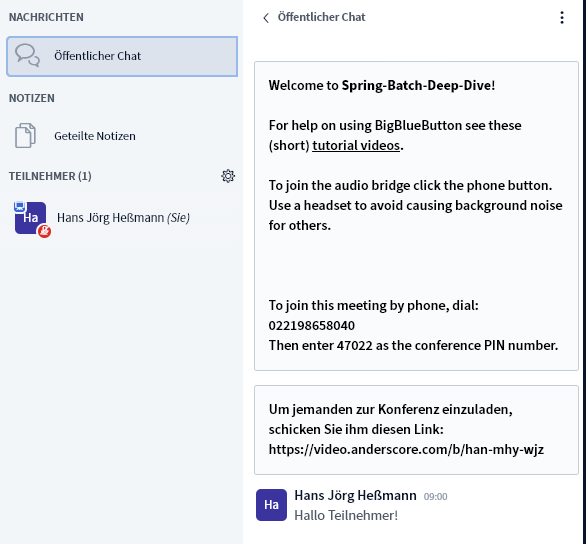 NACHRICHTEN
Öffentlicher Chat
NOTIZEN
Geteilte Notizen
TEILNEHMER (1)
Ha
Hans Jörg Heßmann (Sie)
Öffentlicher Chat
Welcome to Spring-Batch-Deep-Dive!
For help on using BigBlueButton see these
(short) tutorial videos.
To join the audio bridge click the phone button.
Use a headset to avoid causing background noise
for others.
To join this meeting by phone, dial:
022198658040
Then enter 47022 as the conference PIN number.
Um jemanden zur Konferenz einzuladen,
schicken Sie ihm diesen Link:
https://video.anderscore.com/b/han-mhy-wjz
Ha
Hans Jörg Heßmann 09:00
Hallo Teilnehmer!